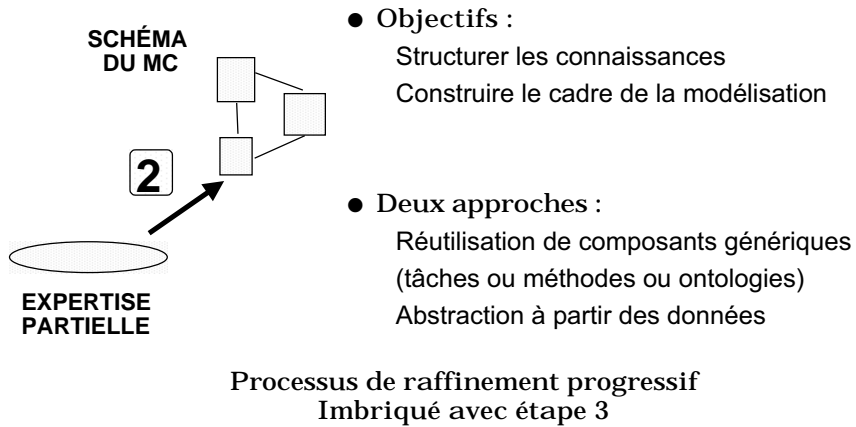 SCHÉMA
DU MC
2
EXPERTISE
PARTIELLE
● Objectifs :
Structurer les connaissances
Construire le cadre de la modélisation
● Deux approches :
Réutilisation de composants génériques
(tâches ou méthodes ou ontologies)
Abstraction à partir des données
Processus de raffinement progressif
Imbriqué avec étape 3